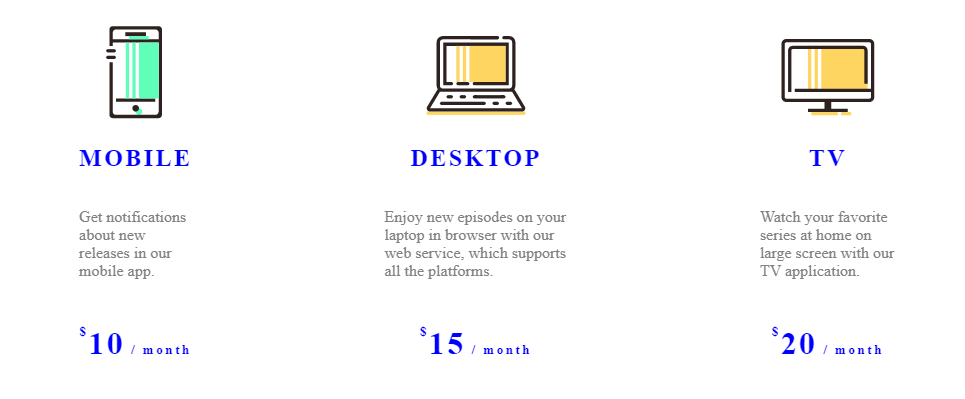 MOBILE
Get notifications
about new
releases in our
mobile app.
$10 / month
DESKTOP
Enjoy new episodes on your
laptop in browser with our
web service, which supports
all the platforms.
$15 / month
TV
Watch your favorite
series at home on
large screen with our
TV application.
$20 / month